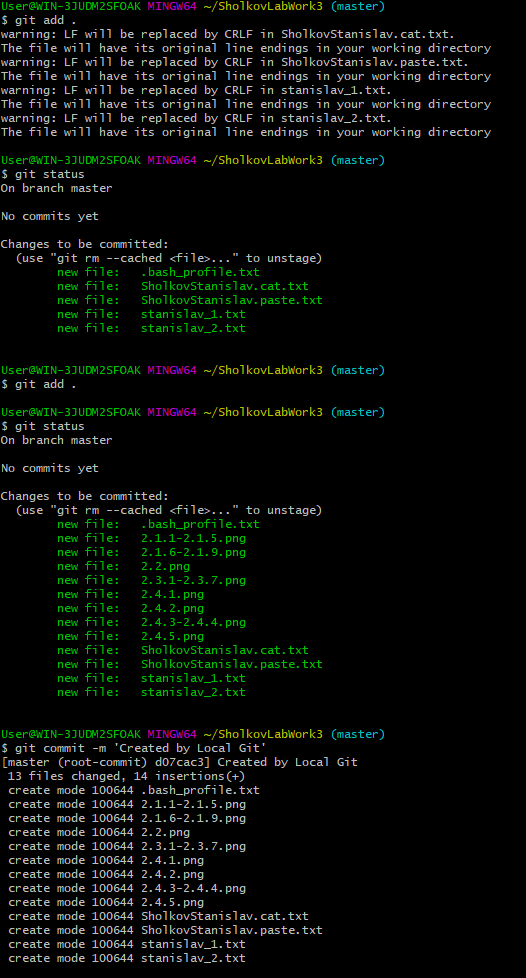 User@WIN-3JUDM2SFOAK MINGW64 ~/SholkovLabWork3 (master)
$ git add .
warning: LF will be replaced by CRLF in SholkovStanislav.cat.txt.
The file will have its original line endings in your working directory
warning: LF will be replaced by CRLF in SholkovStanislav.paste.txt.
The file will have its original line endings in your working directory
warning: LF will be replaced by CRLF in stanislav_1.txt.
The file will have its original line endings in your working directory
warning: LF will be replaced by CRLF in stanislav_2.txt.
The file will have its original line endings in your working directory
User@WIN-3JUDM2SFOAK MINGW64 ~/SholkovLabWork3 (master)
$ git status
On branch master
No commits yet
Changes to be committed:
  (use "git rm --cached <file>..." to unstage)
        new file:   .bash_profile.txt
        new file:   SholkovStanislav.cat.txt
        new file:   SholkovStanislav.paste.txt
        new file:   stanislav_1.txt
        new file:   stanislav_2.txt
User@WIN-3JUDM2SFOAK MINGW64 ~/SholkovLabWork3 (master)
$ git add .
User@WIN-3JUDM2SFOAK MINGW64 ~/SholkovLabWork3 (master)
$ git status
On branch master
No commits yet
Changes to be committed:
  (use "git rm --cached <file>..." to unstage)
        new file:   .bash_profile.txt
        new file:   2.1.1-2.1.5.png
        new file:   2.1.6-2.1.9.png
        new file:   2.2.png
        new file:   2.3.1-2.3.7.png
        new file:   2.4.1.png
        new file:   2.4.2.png
        new file:   2.4.3-2.4.4.png
        new file:   2.4.5.png
        new file:   SholkovStanislav.cat.txt
        new file:   SholkovStanislav.paste.txt
        new file:   stanislav_1.txt
        new file:   stanislav_2.txt
User@WIN-3JUDM2SFOAK MINGW64 ~/SholkovLabWork3 (master)
$ git commit -m 'Created by Local Git'
[master (root-commit) d07cac3] Created by Local Git
 13 files changed, 14 insertions(+)
 create mode 100644 .bash_profile.txt
 create mode 100644 2.1.1-2.1.5.png
 create mode 100644 2.1.6-2.1.9.png
 create mode 100644 2.2.png
 create mode 100644 2.3.1-2.3.7.png
 create mode 100644 2.4.1.png
 create mode 100644 2.4.2.png
 create mode 100644 2.4.3-2.4.4.png
 create mode 100644 2.4.5.png
 create mode 100644 SholkovStanislav.cat.txt
 create mode 100644 SholkovStanislav.paste.txt
 create mode 100644 stanislav_1.txt
 create mode 100644 stanislav_2.txt